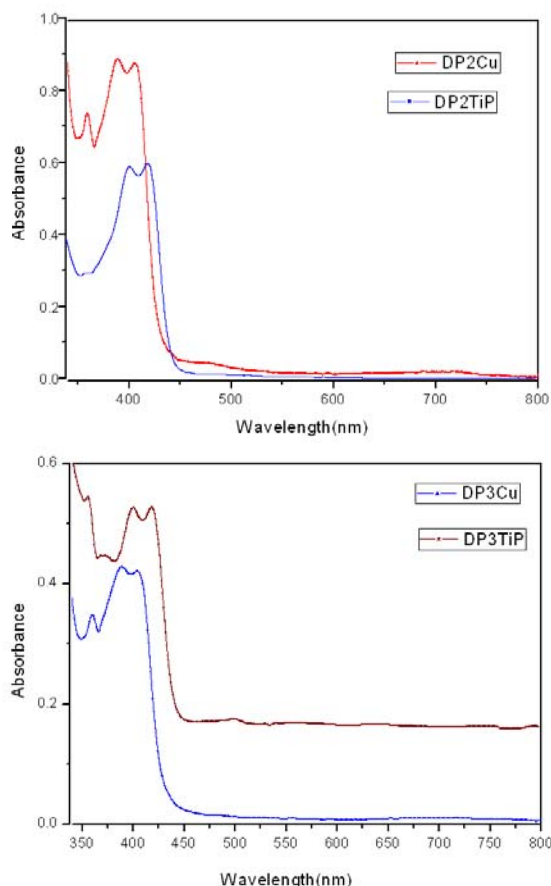 1.0
0.8
0.6
0.4
0.2
0.0
Absorbance
DP2Cu
DP2TiP
400 500 600 700 800
Wavelength(nm)
0.6
0.4
0.2
0.0
Absorbance
DP3Cu
DP3TiP
350 400 450 500 550 600 650 700 750 800
Wavelength(nm)